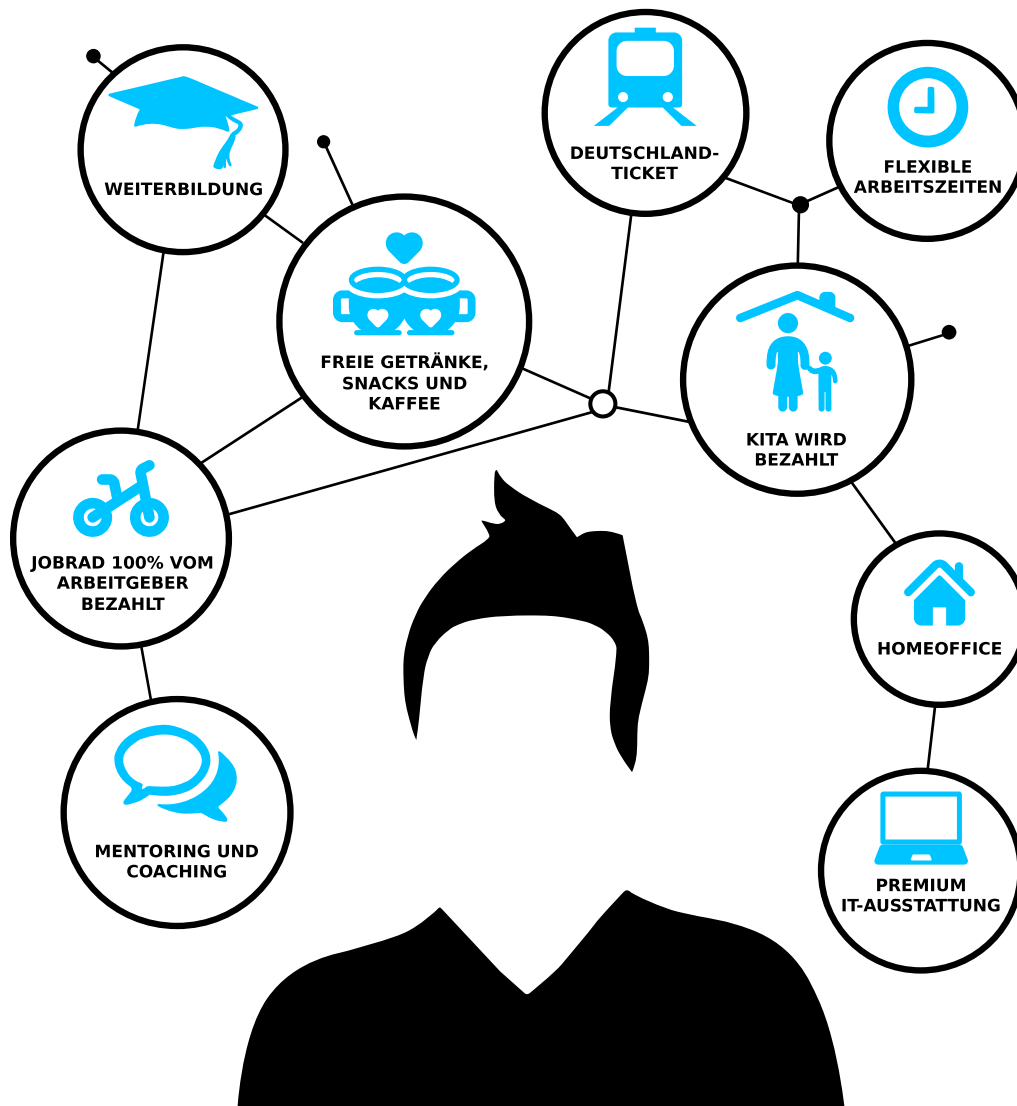 WEITERBILDUNG
DEUTSCHLAND-
TICKET
FLEXIBLE
ARBEITSZEITEN
FREIE GETRÄNKE,
SNACKS UND
KAFFEE
KITA WIRD
BEZAHLT
JOBRAD 100% VOM
ARBEITGEBER
BEZAHLT
HOMEOFFICE
MENTORING UND
COACHING
PREMIUM
IT-AUSSTATTUNG